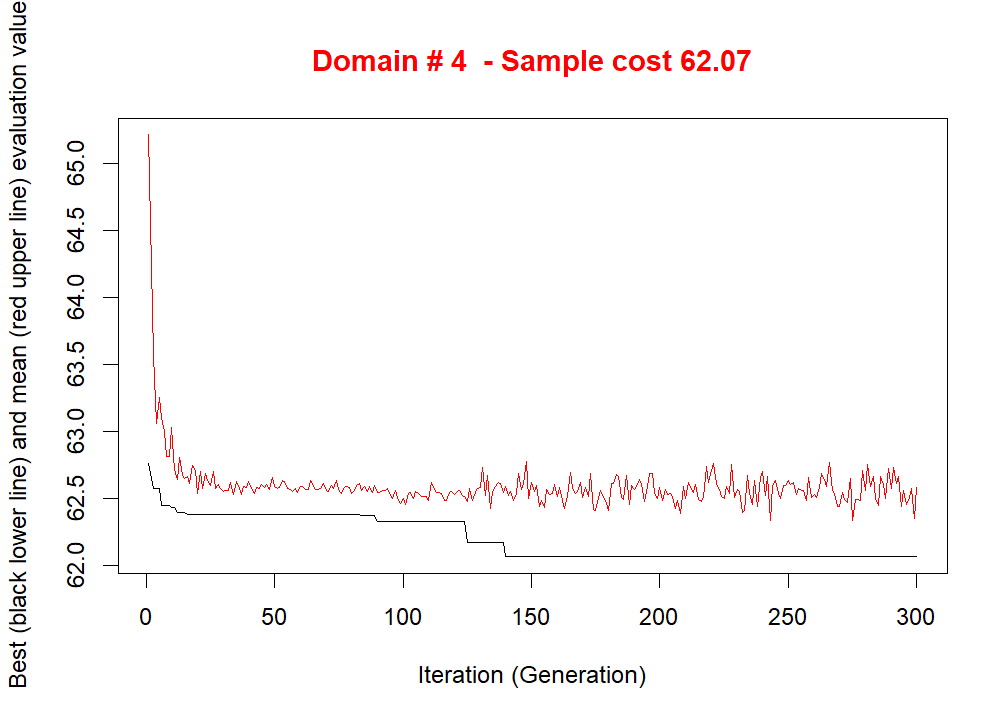 Domain # 4  - Sample cost 62.07
Best (black lower line) and mean (red upper line) evaluation value
65.0
64.5
64.0
63.5
63.0
62.5
62.0
0 50 100 150 200 250 300
Iteration (Generation)